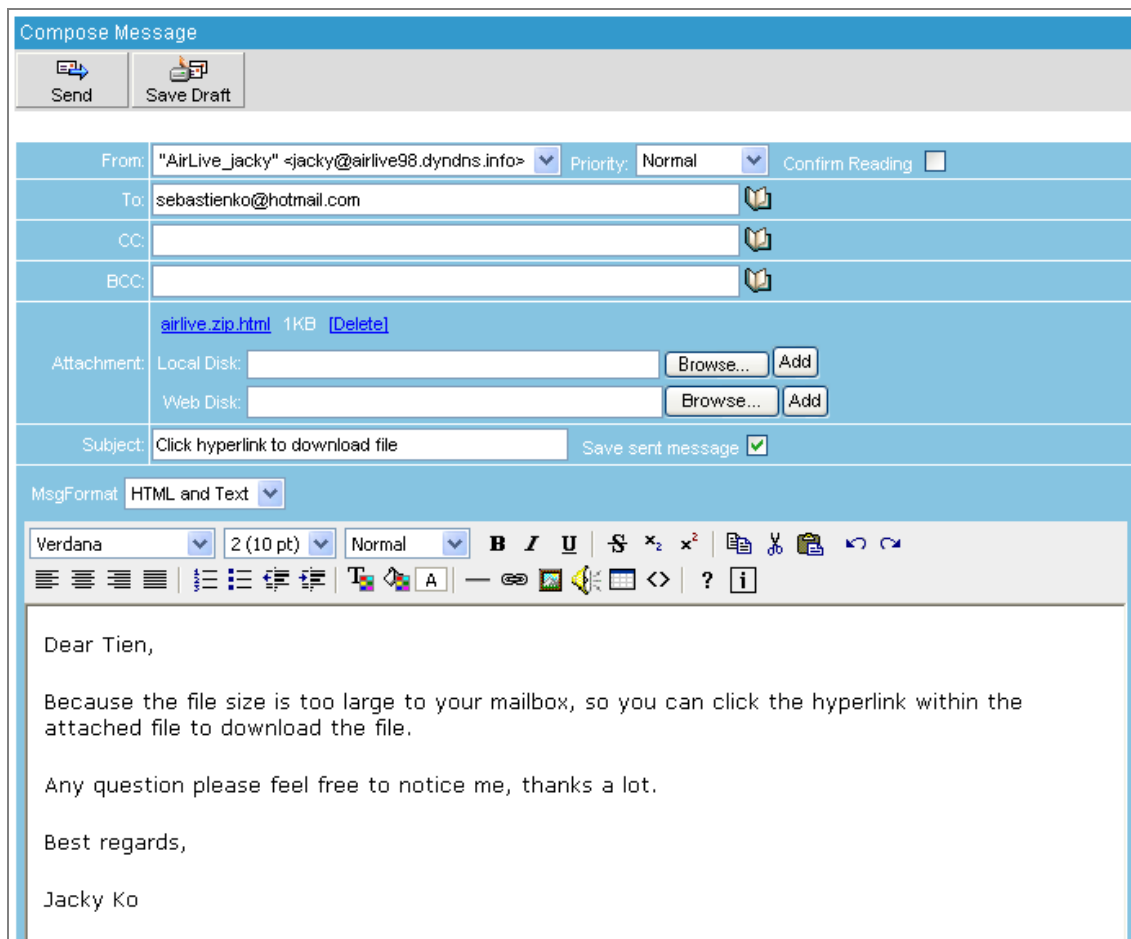 Compose Message
Send Save Draft
From: "AirLive_jacky" <jacky@airlive98.dyndns.info> Priority: Normal Confirm Reading
To: sebastienko@hotmail.com
CC:
BCC:
airlive.zip.html 1KB [Delete]
Attachment: Local Disk: Browse... Add
Web Disk: Browse... Add
Subject: Click hyperlink to download file Save sent message
MsgFormat HTML and Text
Verdana 2 (10 pt) Normal B I U S x₂ x²
T A ? i
Dear Tien,
Because the file size is too large to your mailbox, so you can click the hyperlink within the
attached file to download the file.
Any question please feel free to notice me, thanks a lot.
Best regards,
Jacky Ko